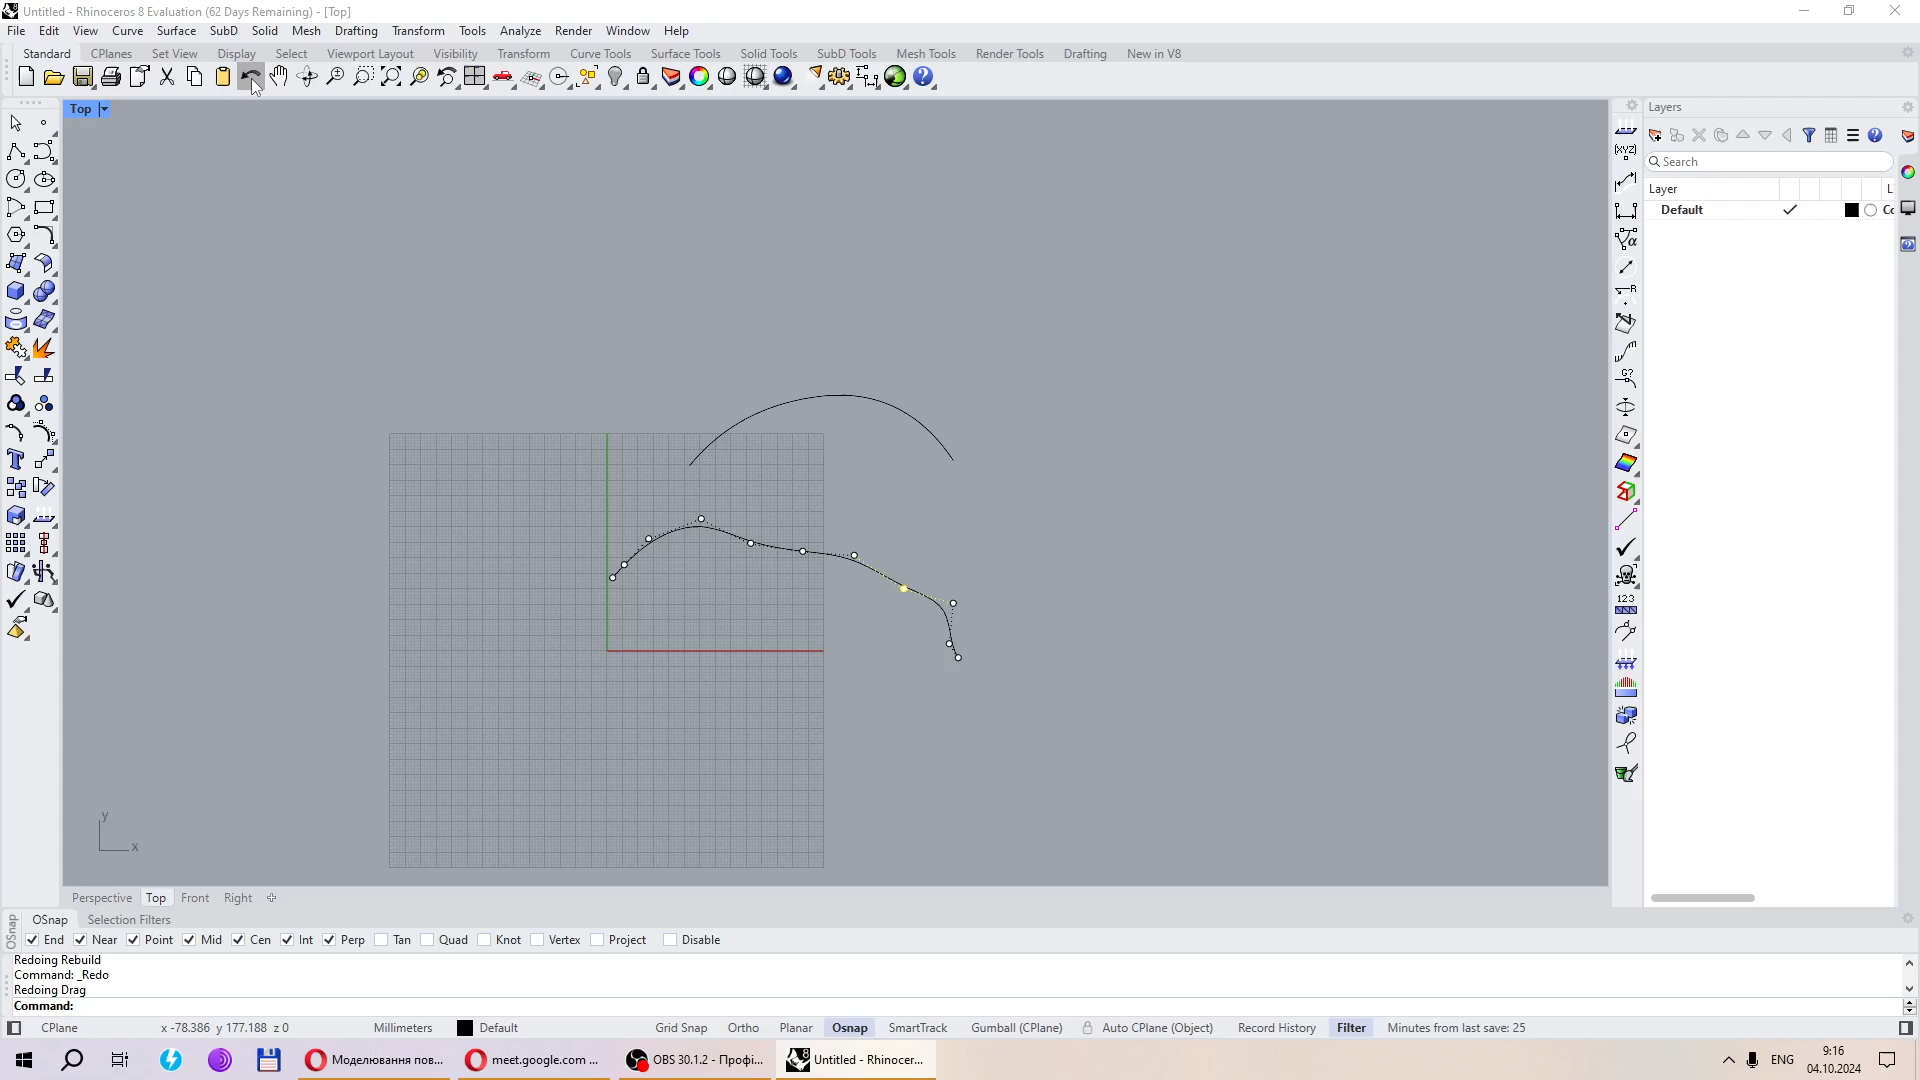 Untitled - Rhinoceros 8 Evaluation (62 Days Remaining) - [Top]
File Edit View Curve Surface Solid SubD Mesh Drafting Transform Tools Analyze Render Window Help
Standard CPlanes Set View Display Select Viewport Layout Visibility Transform Curve Tools Surface Tools Solid Tools SubD Tools Mesh Tools Render Tools Drafting New in V8
Top
Layers
Search
Layer L
Default Cc
y
x
Perspective Top Front Right
OSnap OSnap Selection Filters
End Near Point Mid Cen Int Perp Tan Quad Knot Vertex Project Disable
Redoing Rebuild
Command: _Redo
Redoing Drag
Command:
CPlane x -78.386 y 177.188 z 0 Millimeters Default Grid Snap Ortho Planar Osnap SmartTrack Gumball (CPlane) Auto CPlane (Object) Record History Filter Minutes from last save: 25
Моделювання пов... meet.google.com ... OBS 30.1.2 - Профі... Untitled - Rhinocer... ENG 9:16
04.10.2024